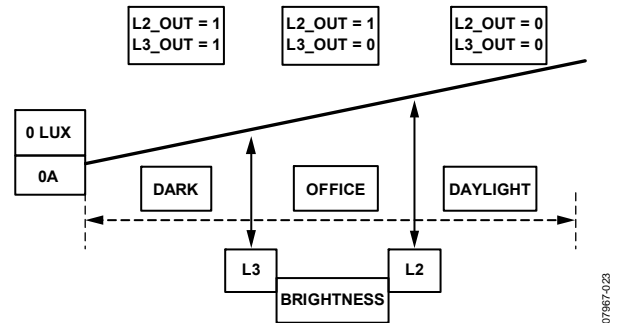 L2_OUT = 1
L3_OUT = 1
L2_OUT = 1
L3_OUT = 0
L2_OUT = 0
L3_OUT = 0
0 LUX
0A
DARK
OFFICE
DAYLIGHT
L3
L2
BRIGHTNESS
07967-023